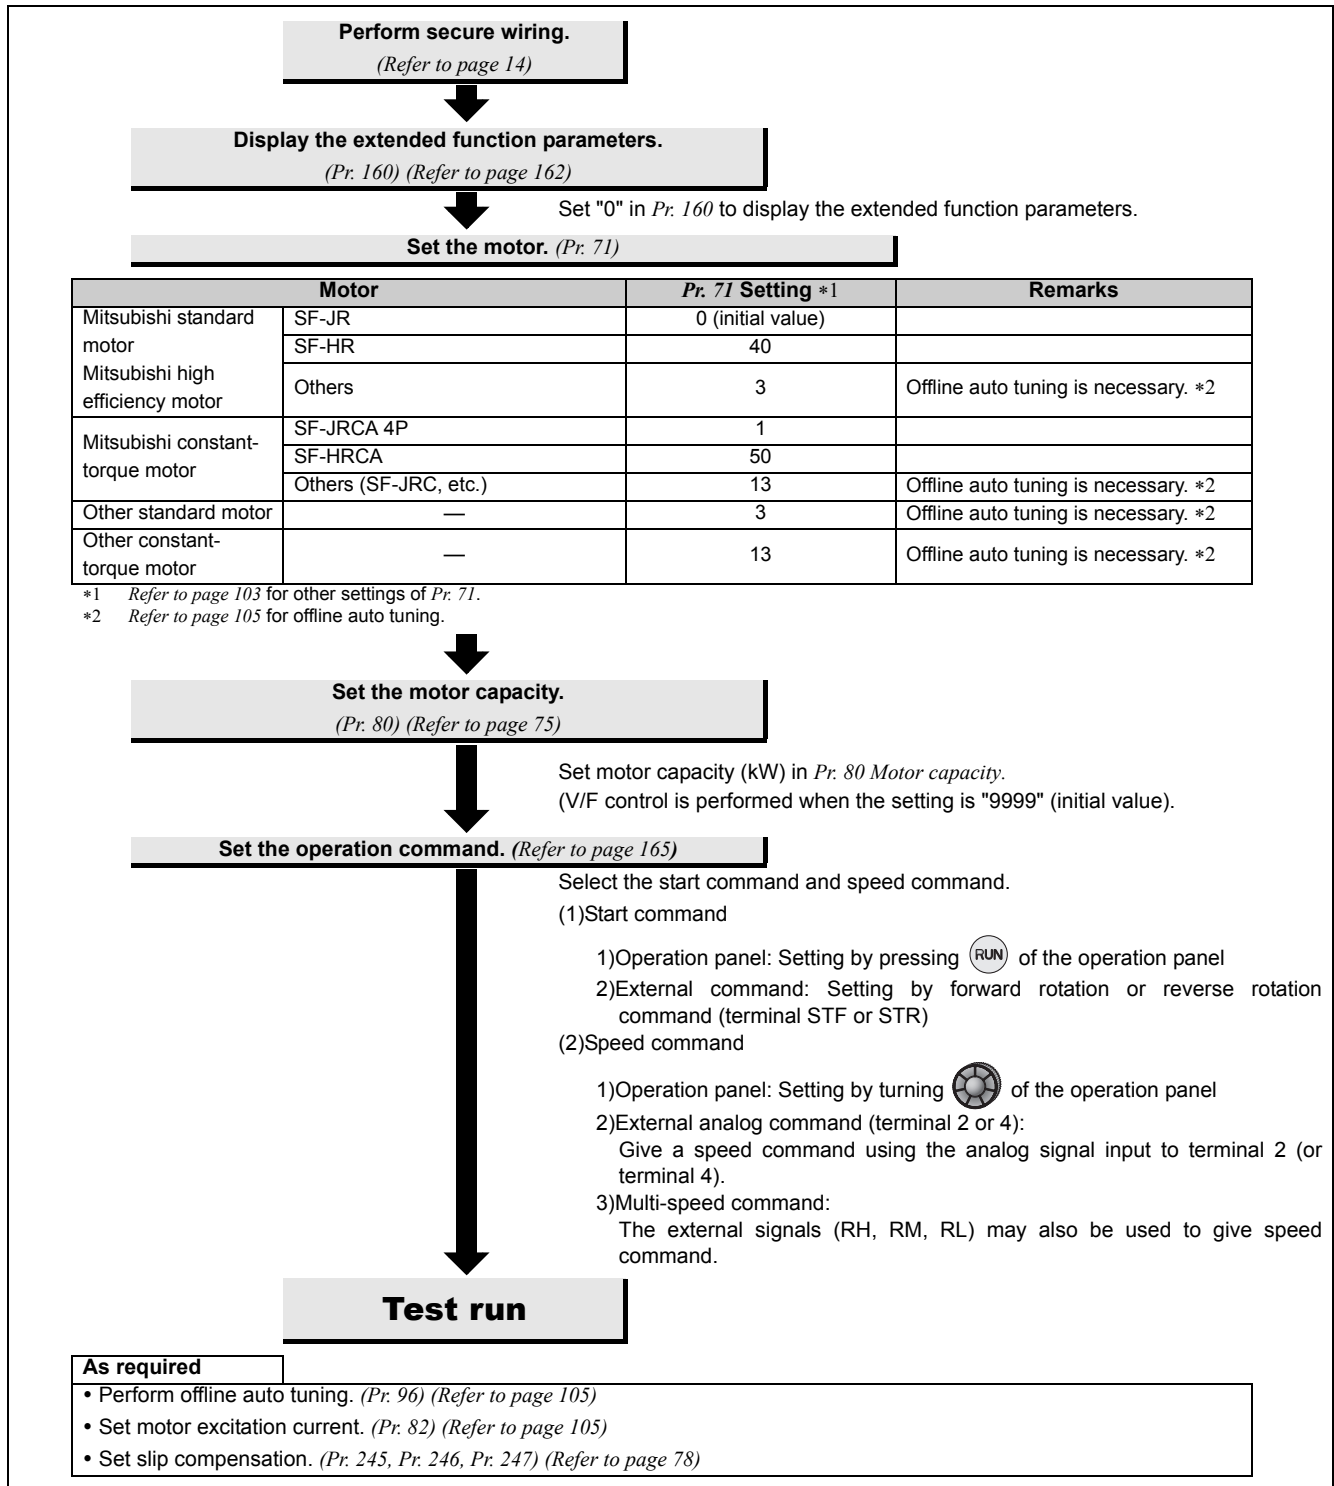 Perform secure wiring.
(Refer to page 14)
Display the extended function parameters.
(Pr. 160) (Refer to page 162)
Set "0" in Pr. 160 to display the extended function parameters.
Set the motor. (Pr. 71)
Motor Pr. 71 Setting *1 Remarks
Mitsubishi standard
motor
Mitsubishi high
efficiency motor
SF-JR 0 (initial value)
SF-HR 40
Others 3 Offline auto tuning is necessary. *2
Mitsubishi constant-
torque motor
SF-JRCA 4P 1
SF-HRCA 50
Others (SF-JRC, etc.) 13 Offline auto tuning is necessary. *2
Other standard motor — 3 Offline auto tuning is necessary. *2
Other constant-
torque motor
— 13 Offline auto tuning is necessary. *2
*1 Refer to page 103 for other settings of Pr. 71.
*2 Refer to page 105 for offline auto tuning.
Set the motor capacity.
(Pr. 80) (Refer to page 75)
Set motor capacity (kW) in Pr. 80 Motor capacity.
(V/F control is performed when the setting is "9999" (initial value).
Set the operation command. (Refer to page 165)
Select the start command and speed command.
(1)Start command
1)Operation panel: Setting by pressing RUN of the operation panel
2)External command: Setting by forward rotation or reverse rotation
command (terminal STF or STR)
(2)Speed command
1)Operation panel: Setting by turning of the operation panel
2)External analog command (terminal 2 or 4):
Give a speed command using the analog signal input to terminal 2 (or
terminal 4).
3)Multi-speed command:
The external signals (RH, RM, RL) may also be used to give speed
command.
Test run
As required
• Perform offline auto tuning. (Pr. 96) (Refer to page 105)
• Set motor excitation current. (Pr. 82) (Refer to page 105)
• Set slip compensation. (Pr. 245, Pr. 246, Pr. 247) (Refer to page 78)